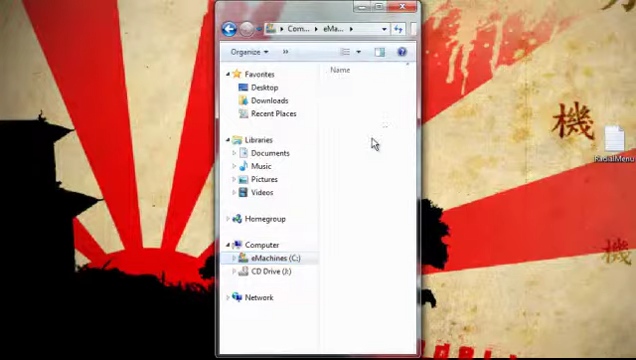 Com...
eMa...
Organize
»
Name
Favorites
Desktop
Downloads
Recent Places
Libraries
Documents
Music
Pictures
Videos
Homegroup
Computer
eMachines (C:)
CD Drive (J:)
Network
機
機
RadialMenu